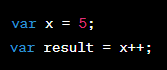 var x = 5;
var result = x++;